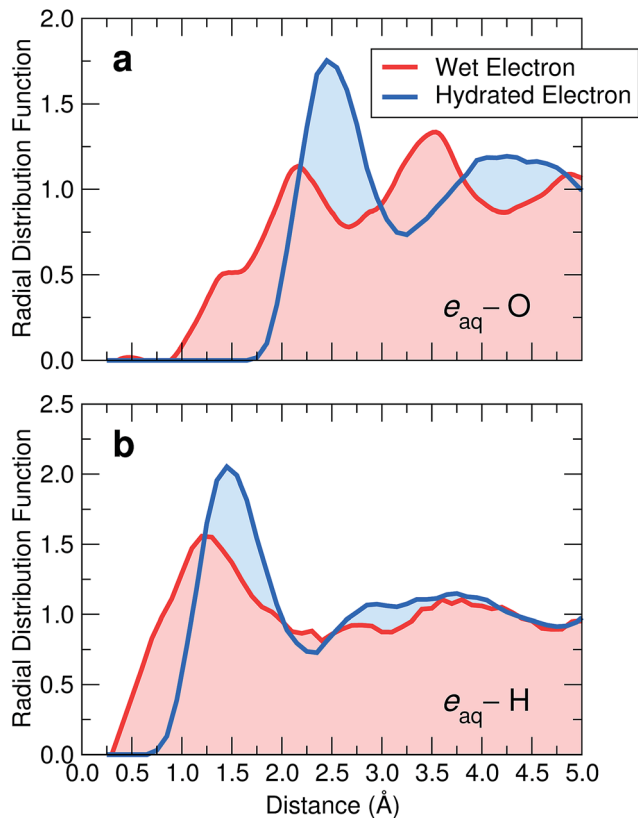 2.0
a
Wet Electron
Hydrated Electron
1.5
1.0
0.5
0.0
Radial Distribution Function
e aq – O
2.5
b
2.0
1.5
1.0
0.5
0.0
Radial Distribution Function
e aq – H
0.0 0.5 1.0 1.5 2.0 2.5 3.0 3.5 4.0 4.5 5.0
Distance (Å)